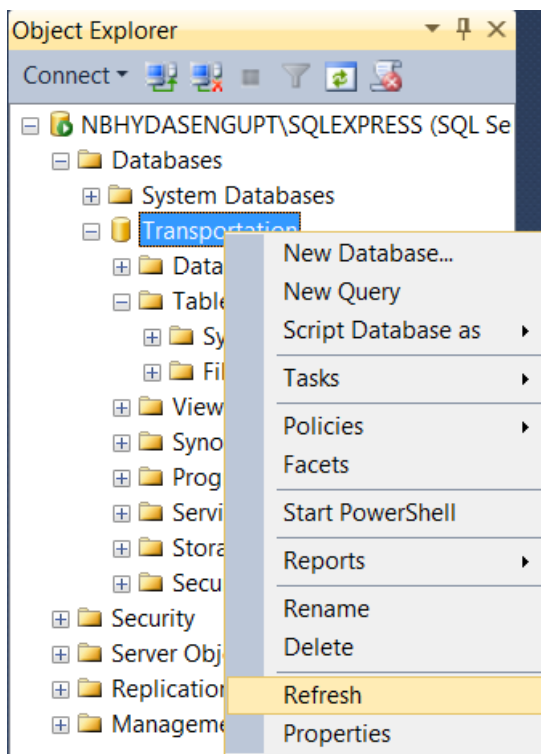 Object Explorer
Connect
NBHYDASENGUPT\SQLEXPRESS (SQL Se
Databases
System Databases
Transportation
New Database...
Data
New Query
Table
Script Database as
Sy
Fil
Tasks
View
Policies
Syno
Facets
Prog
Servi
Start PowerShell
Stora
Reports
Secu
Security
Rename
Server Obj
Delete
Replication
Refresh
Manageme
Properties